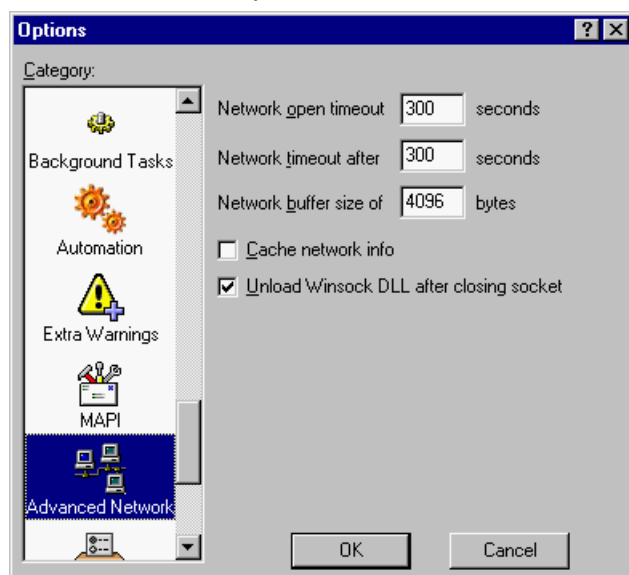 Options
Category:
Background Tasks
Automation
Extra Warnings
MAPI
Advanced Network
Network open timeout 300 seconds
Network timeout after 300 seconds
Network buffer size of 4096 bytes
Cache network info
Unload Winsock DLL after closing socket
OK Cancel